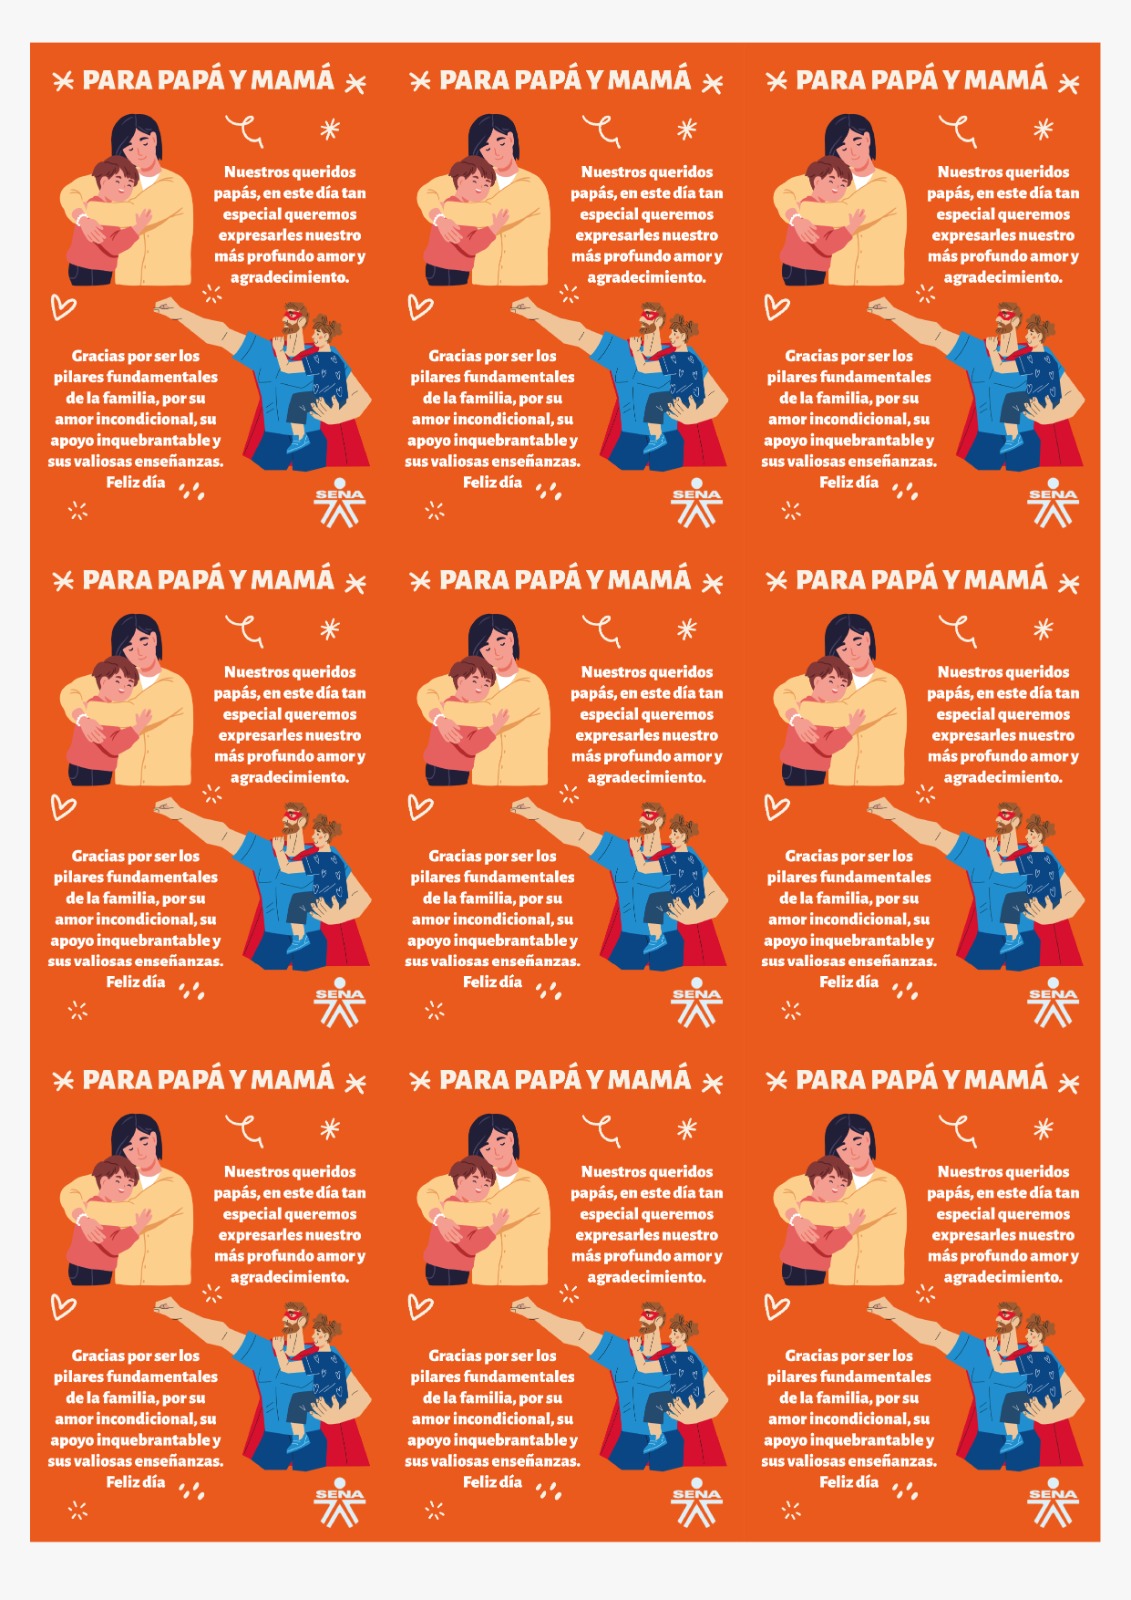 PARA PAPÁ Y MAMÁ
Nuestros queridos
papás, en este día tan
especial queremos
expresarles nuestro
más profundo amor y
agradecimiento.
Gracias por ser los
pilares fundamentales
de la familia, por su
amor incondicional, su
apoyo inquebrantable y
sus valiosas enseñanzas.
Feliz día
SENA
PARA PAPÁ Y MAMÁ
Nuestros queridos
papás, en este día tan
especial queremos
expresarles nuestro
más profundo amor y
agradecimiento.
Gracias por ser los
pilares fundamentales
de la familia, por su
amor incondicional, su
apoyo inquebrantable y
sus valiosas enseñanzas.
Feliz día
SENA
PARA PAPÁ Y MAMÁ
Nuestros queridos
papás, en este día tan
especial queremos
expresarles nuestro
más profundo amor y
agradecimiento.
Gracias por ser los
pilares fundamentales
de la familia, por su
amor incondicional, su
apoyo inquebrantable y
sus valiosas enseñanzas.
Feliz día
SENA
PARA PAPÁ Y MAMÁ
Nuestros queridos
papás, en este día tan
especial queremos
expresarles nuestro
más profundo amor y
agradecimiento.
Gracias por ser los
pilares fundamentales
de la familia, por su
amor incondicional, su
apoyo inquebrantable y
sus valiosas enseñanzas.
Feliz día
SENA
PARA PAPÁ Y MAMÁ
Nuestros queridos
papás, en este día tan
especial queremos
expresarles nuestro
más profundo amor y
agradecimiento.
Gracias por ser los
pilares fundamentales
de la familia, por su
amor incondicional, su
apoyo inquebrantable y
sus valiosas enseñanzas.
Feliz día
SENA
PARA PAPÁ Y MAMÁ
Nuestros queridos
papás, en este día tan
especial queremos
expresarles nuestro
más profundo amor y
agradecimiento.
Gracias por ser los
pilares fundamentales
de la familia, por su
amor incondicional, su
apoyo inquebrantable y
sus valiosas enseñanzas.
Feliz día
SENA
PARA PAPÁ Y MAMÁ
Nuestros queridos
papás, en este día tan
especial queremos
expresarles nuestro
más profundo amor y
agradecimiento.
Gracias por ser los
pilares fundamentales
de la familia, por su
amor incondicional, su
apoyo inquebrantable y
sus valiosas enseñanzas.
Feliz día
SENA
PARA PAPÁ Y MAMÁ
Nuestros queridos
papás, en este día tan
especial queremos
expresarles nuestro
más profundo amor y
agradecimiento.
Gracias por ser los
pilares fundamentales
de la familia, por su
amor incondicional, su
apoyo inquebrantable y
sus valiosas enseñanzas.
Feliz día
SENA
PARA PAPÁ Y MAMÁ
Nuestros queridos
papás, en este día tan
especial queremos
expresarles nuestro
más profundo amor y
agradecimiento.
Gracias por ser los
pilares fundamentales
de la familia, por su
amor incondicional, su
apoyo inquebrantable y
sus valiosas enseñanzas.
Feliz día
SENA